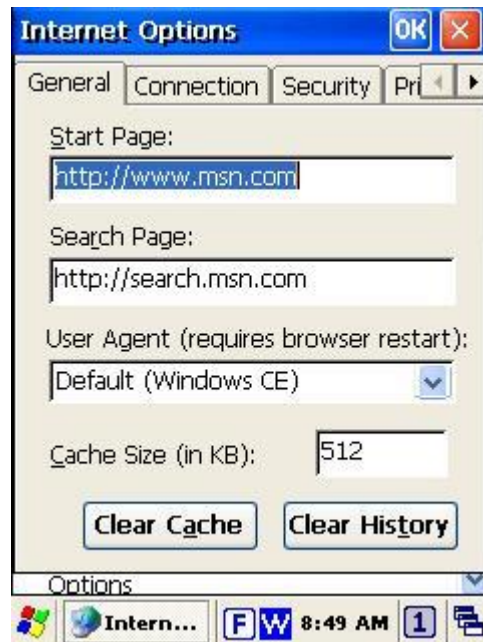 Internet Options OK
General Connection Security Pri
Start Page:
http://www.msn.com
Search Page:
http://search.msn.com
User Agent (requires browser restart):
Default (Windows CE)
Cache Size (in KB): 512
Clear Cache Clear History
Options
Intern... F W 8:49 AM 1